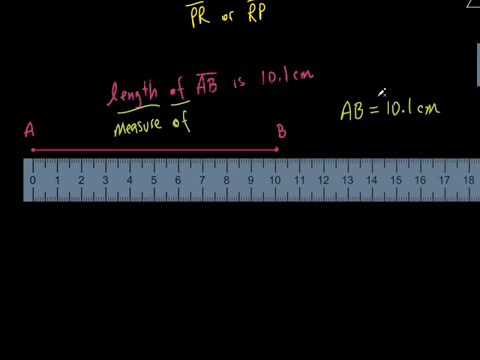 PR or RP
length of AB is 10.1 cm
measure of
AB = 10.1 cm
A B
0 1 2 3 4 5 6 7 8 9 10 11 12 13 14 15 16 17 18